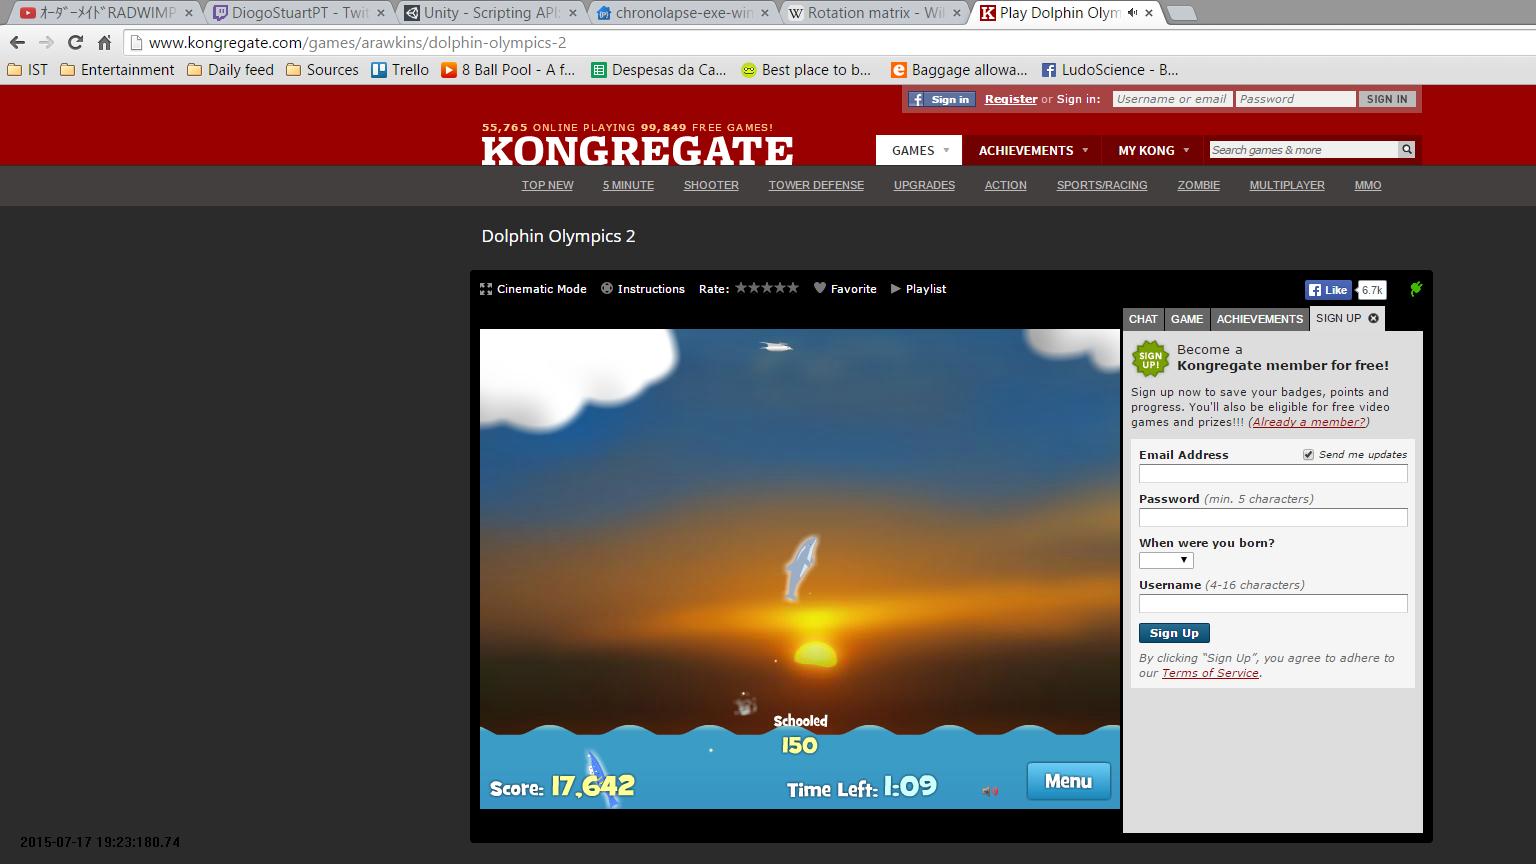 ｵｰﾀﾞｰﾒｲﾄﾞRADWIMP
DiogoStuartPT - Twit
Unity - Scripting API:
chronolapse-exe-win
Rotation matrix - Wi
Play Dolphin Olym
www.kongregate.com/games/arawkins/dolphin-olympics-2
IST Entertainment Daily feed Sources Trello 8 Ball Pool - A f... Despesas da Ca... Best place to b... Baggage allowa... LudoScience - B...
Sign in Register or Sign in: Username or email Password SIGN IN
55,765 ONLINE PLAYING 99,849 FREE GAMES!
KONGREGATE
GAMES ACHIEVEMENTS MY KONG Search games & more
TOP NEW 5 MINUTE SHOOTER TOWER DEFENSE UPGRADES ACTION SPORTS/RACING ZOMBIE MULTIPLAYER MMO
Dolphin Olympics 2
Cinematic Mode Instructions Rate: Favorite Playlist Like 6.7k
CHAT GAME ACHIEVEMENTS SIGN UP
SIGN UP!
Become a
Kongregate member for free!
Sign up now to save your badges, points and
progress. You'll also be eligible for free video
games and prizes!!! (Already a member?)
Email Address Send me updates
Password (min. 5 characters)
When were you born?
Username (4-16 characters)
Sign Up
By clicking “Sign Up”, you agree to adhere to
our Terms of Service.
Schooled
150
Score: 17,642 Time Left: 1:09 Menu
2015-07-17 19:23:180.74